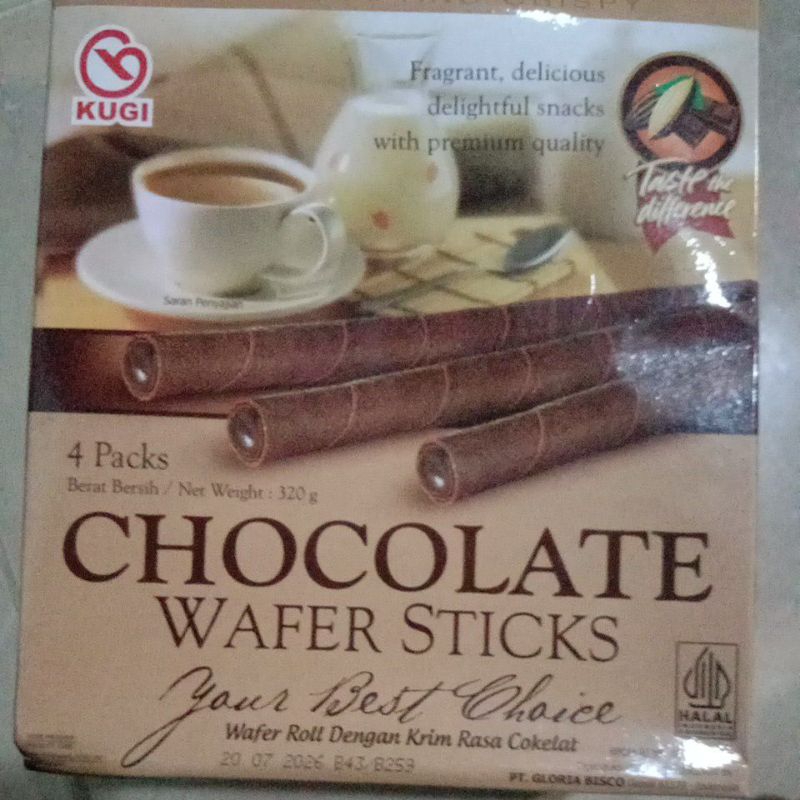 KUGI
Fragrant, delicious
delightful snacks
with premium quality
Taste the
difference
Saran Penyajian
4 Packs
Berat Bersih / Net Weight : 320 g
CHOCOLATE
WAFER STICKS
Your Best Choice
Wafer Roll Dengan Krim Rasa Cokelat
HALAL
INDONESIA
20 07 2026 B43/B259
PT. GLORIA BISCO